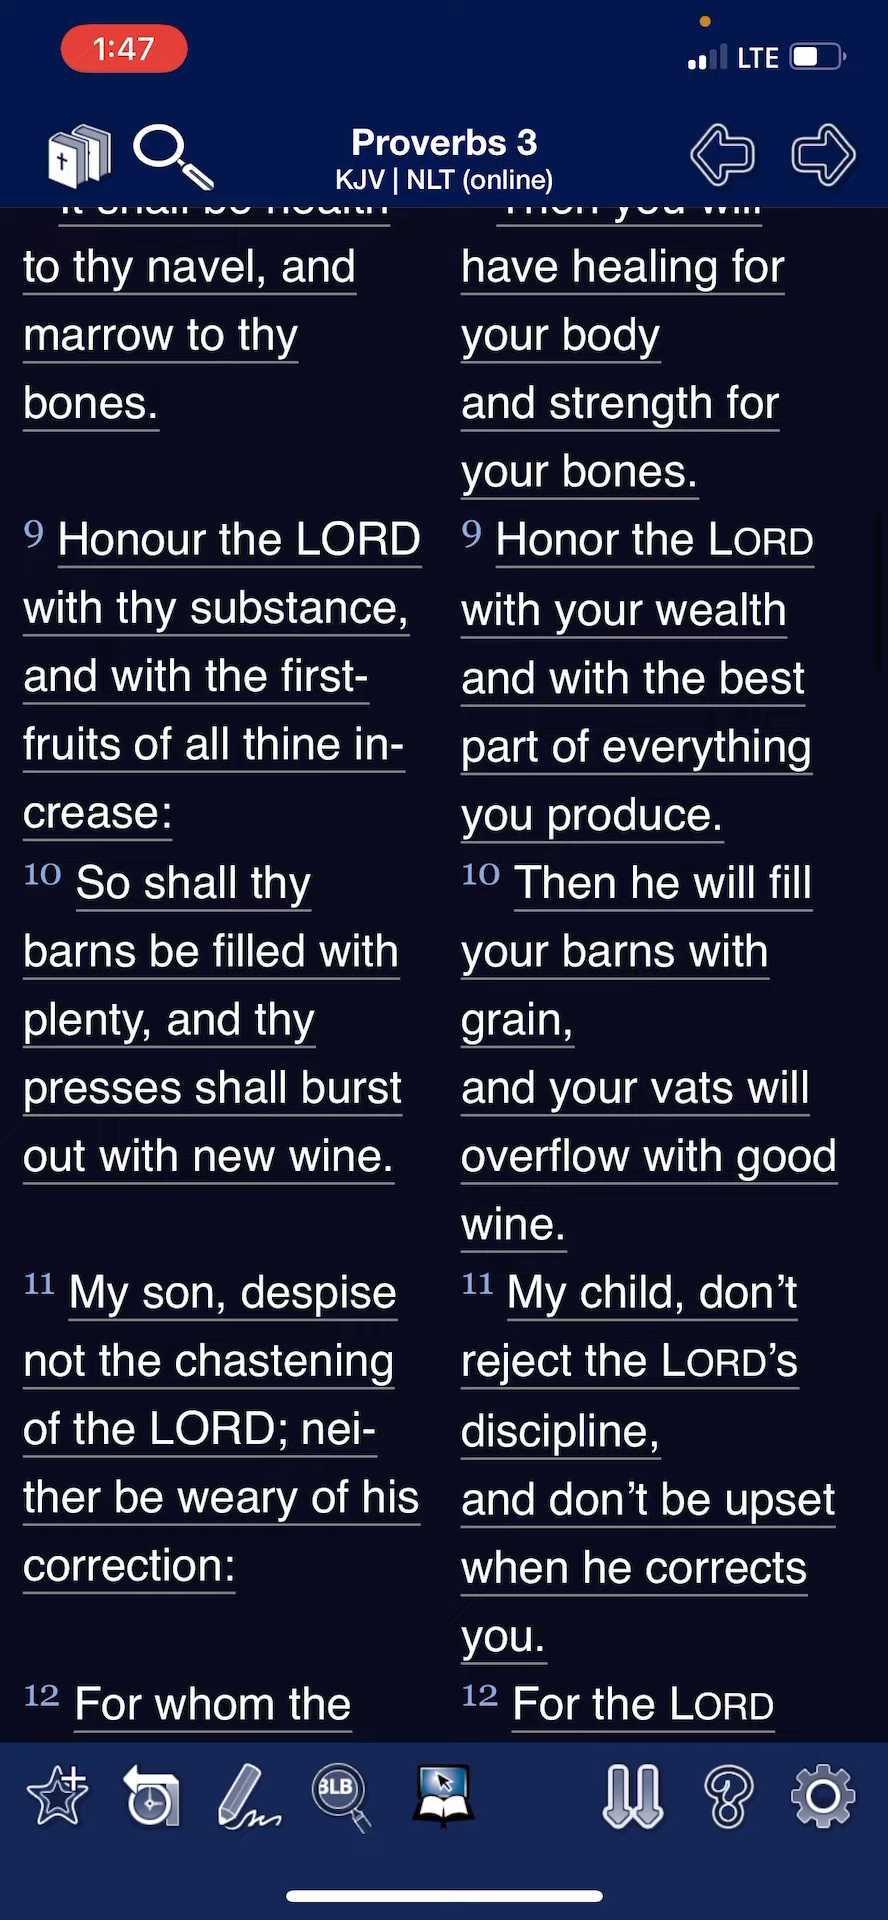 1:47
LTE
Proverbs 3
KJV | NLT (online)
It shall be health
to thy navel, and
marrow to thy
bones.
9 Honour the LORD
with thy substance,
and with the first-
fruits of all thine in-
crease:
10 So shall thy
barns be filled with
plenty, and thy
presses shall burst
out with new wine.
11 My son, despise
not the chastening
of the LORD; nei-
ther be weary of his
correction:
12 For whom the
Then you will
have healing for
your body
and strength for
your bones.
9 Honor the LORD
with your wealth
and with the best
part of everything
you produce.
10 Then he will fill
your barns with
grain,
and your vats will
overflow with good
wine.
11 My child, don’t
reject the LORD’S
discipline,
and don’t be upset
when he corrects
you.
12 For the LORD
BLB